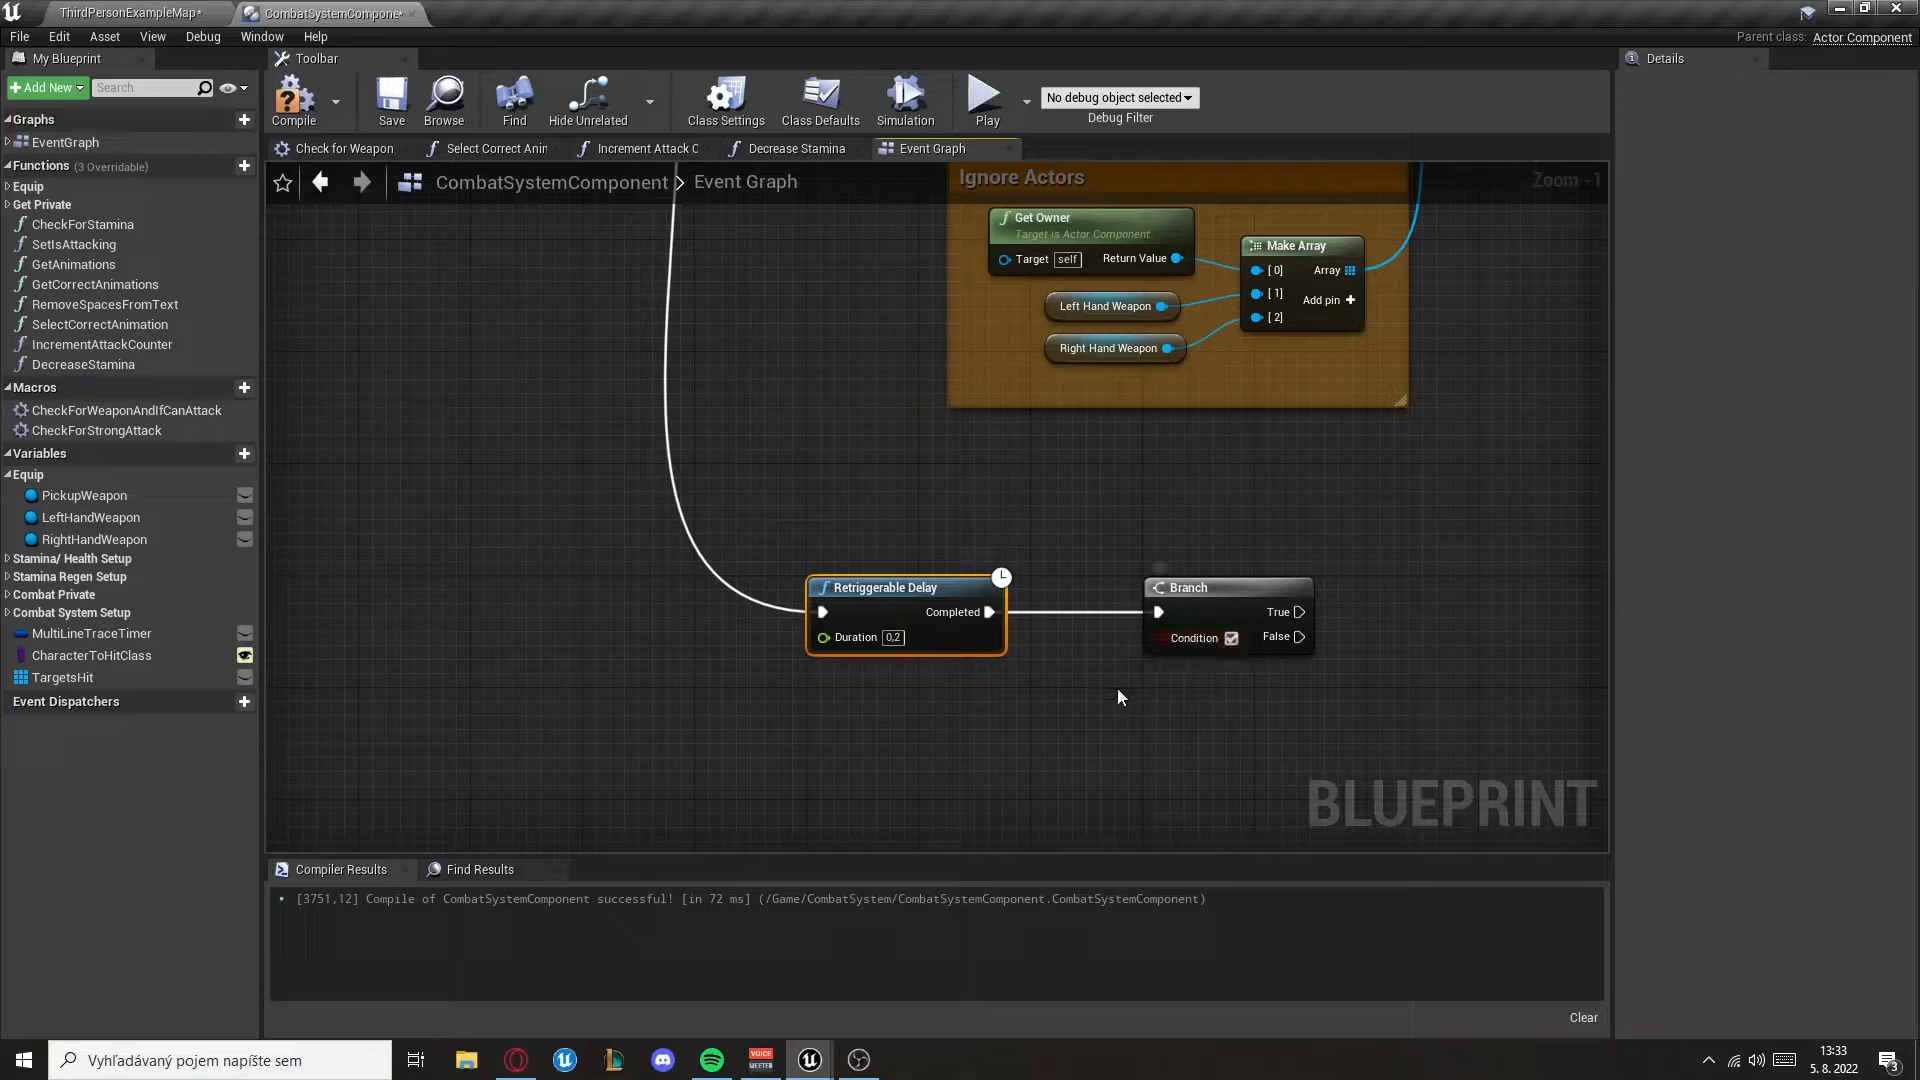 ThirdPersonExampleMap*
CombatSystemCompone*
File Edit Asset View Debug Window Help
Parent class: Actor Component
My Blueprint
Toolbar
Details
Add New
Search
Compile
Save
Browse
Find
Hide Unrelated
Class Settings
Class Defaults
Simulation
Play
No debug object selected
Debug Filter
Graphs
EventGraph
Functions (3 Overridable)
Equip
Get Private
CheckForStamina
SetIsAttacking
GetAnimations
GetCorrectAnimations
RemoveSpacesFromText
SelectCorrectAnimation
IncrementAttackCounter
DecreaseStamina
Macros
CheckForWeaponAndIfCanAttack
CheckForStrongAttack
Variables
Equip
PickupWeapon
LeftHandWeapon
RightHandWeapon
Stamina/ Health Setup
Stamina Regen Setup
Combat Private
Combat System Setup
MultiLineTraceTimer
CharacterToHitClass
TargetsHit
Event Dispatchers
Check for Weapon
Select Correct Anin
Increment Attack C
Decrease Stamina
Event Graph
CombatSystemComponent > Event Graph
Zoom -1
Ignore Actors
Get Owner
Target is Actor Component
Target self
Return Value
Left Hand Weapon
Right Hand Weapon
Make Array
[0]
Array
[1]
Add pin +
[2]
Retriggerable Delay
Completed
Duration 0,2
Branch
True
Condition
False
BLUEPRINT
Compiler Results
Find Results
[3751,12] Compile of CombatSystemComponent successful! [in 72 ms] (/Game/CombatSystem/CombatSystemComponent.CombatSystemComponent)
Clear
Vyhľadávaný pojem napíšte sem
VOICE
MEETER
13:33
5. 8. 2022
3